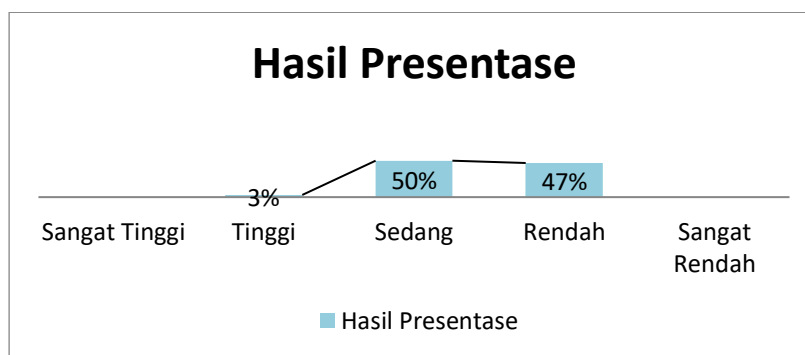 Hasil Presentase
3%
50%
47%
Sangat Tinggi
Tinggi
Sedang
Rendah
Sangat
Rendah
Hasil Presentase